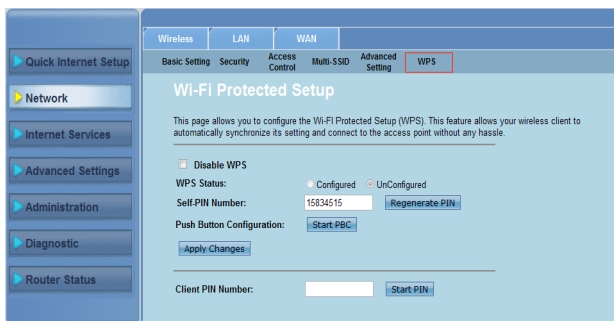 Quick Internet Setup
Network
Internet Services
Advanced Settings
Administration
Diagnostic
Router Status
Wireless LAN WAN
Basic Setting Security Access Control Multi-SSID Advanced Setting WPS
Wi-Fi Protected Setup
This page allows you to configure the Wi-FI Protected Setup (WPS). This feature allows your wireless client to
automatically synchronize its setting and connect to the access point without any hassle.
Disable WPS
WPS Status: Configured UnConfigured
Self-PIN Number: 15834515 Regenerate PIN
Push Button Configuration: Start PBC
Apply Changes
Client PIN Number: Start PIN